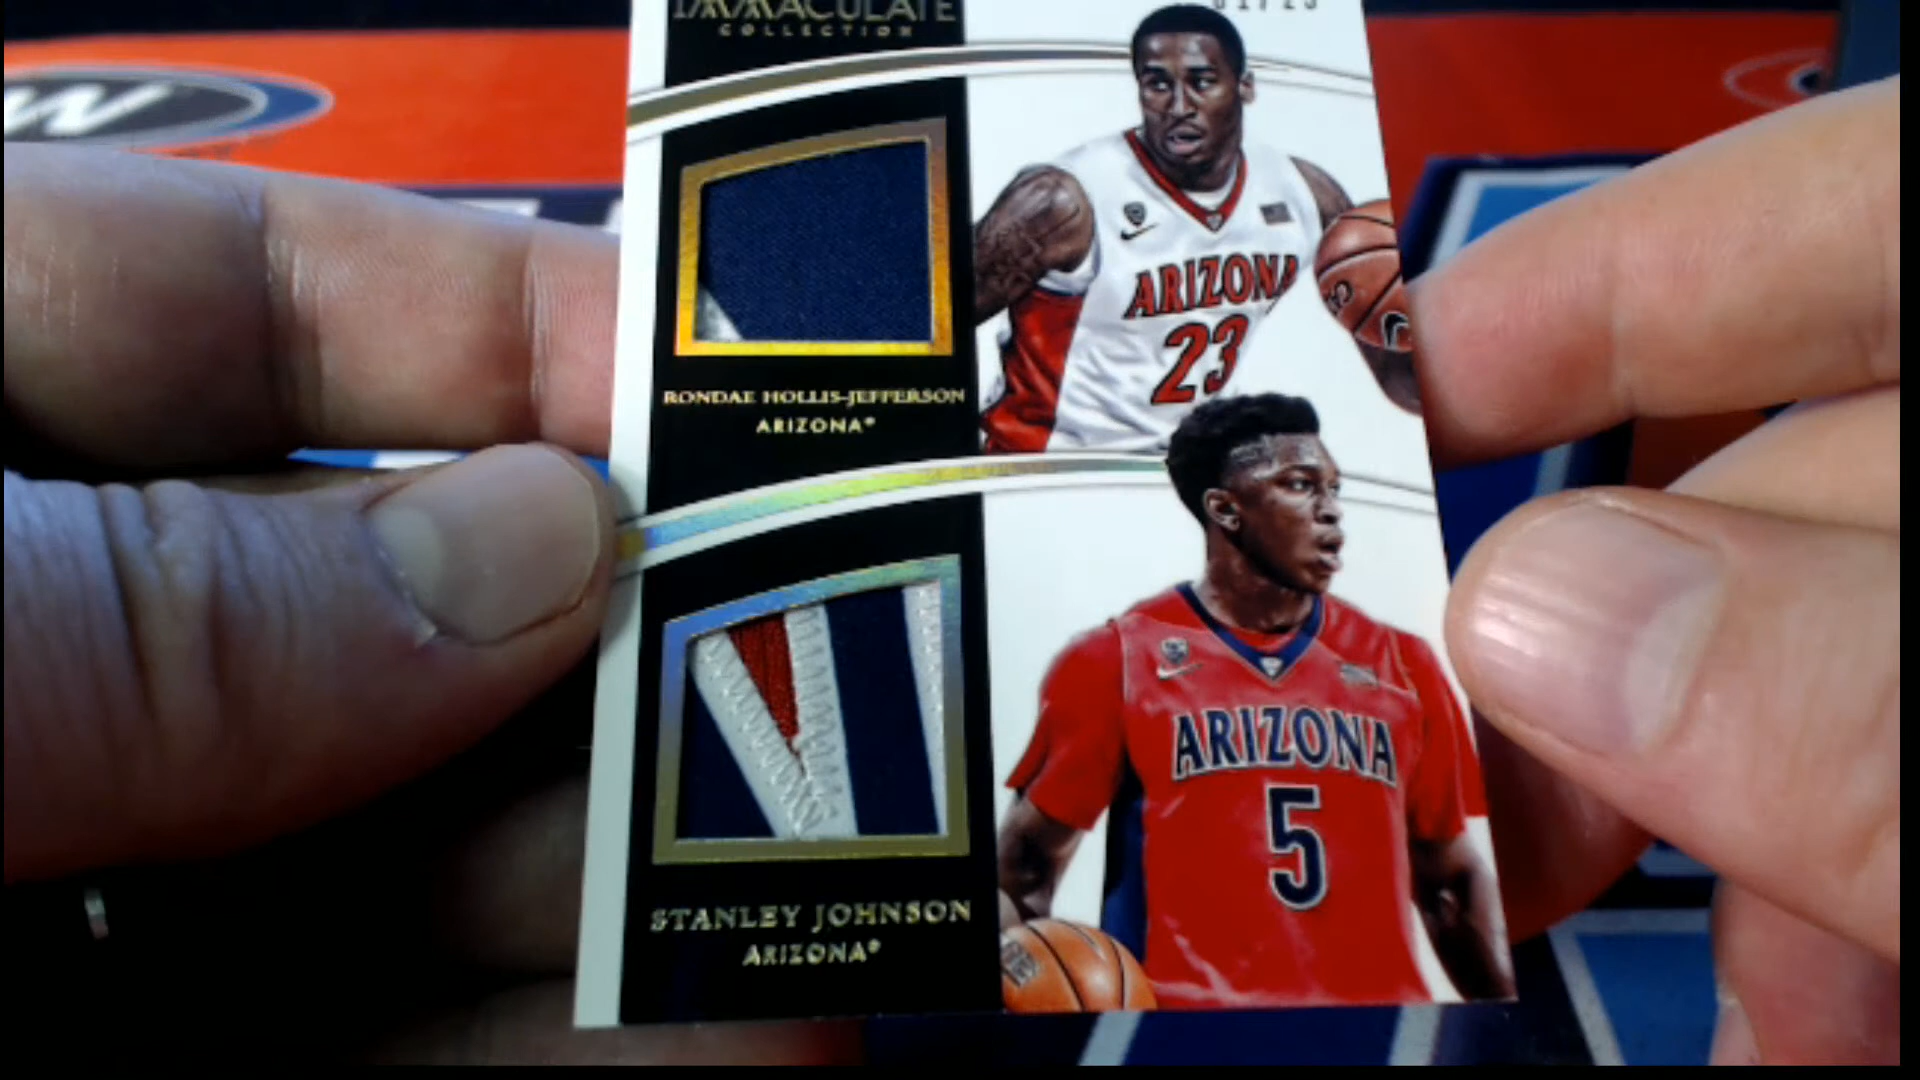 IMMACULATE
COLLECTION
RONDAE HOLLIS-JEFFERSON
ARIZONA®
ARIZONA
23
STANLEY JOHNSON
ARIZONA®
ARIZONA
5